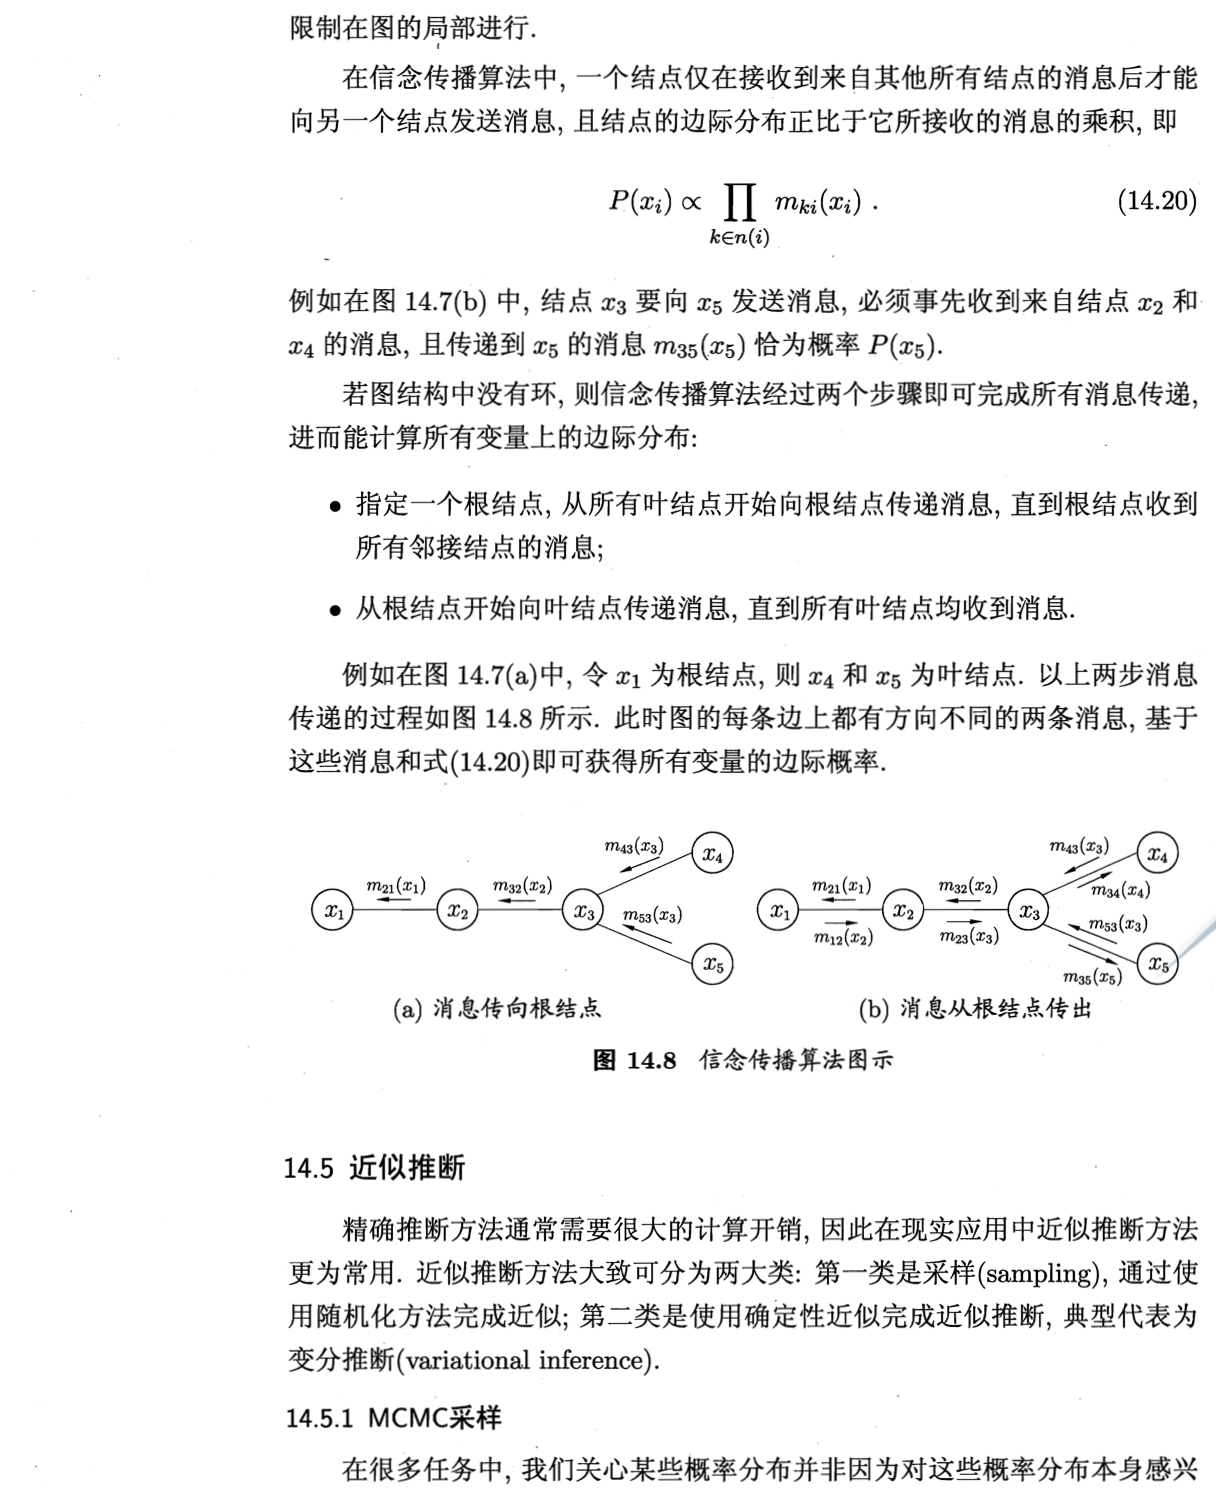 限制在图的局部进行.
在信念传播算法中, 一个结点仅在接收到来自其他所有结点的消息后才能
向另一个结点发送消息, 且结点的边际分布正比于它所接收的消息的乘积, 即
P(x_i) ∝ ∏_{k∈n(i)} m_{ki}(x_i) . (14.20)
例如在图 14.7(b) 中, 结点 x_3 要向 x_5 发送消息, 必须事先收到来自结点 x_2 和
x_4 的消息, 且传递到 x_5 的消息 m_{35}(x_5) 恰为概率 P(x_5).
若图结构中没有环, 则信念传播算法经过两个步骤即可完成所有消息传递,
进而能计算所有变量上的边际分布:
• 指定一个根结点, 从所有叶结点开始向根结点传递消息, 直到根结点收到
所有邻接结点的消息;
• 从根结点开始向叶结点传递消息, 直到所有叶结点均收到消息.
例如在图 14.7(a)中, 令 x_1 为根结点, 则 x_4 和 x_5 为叶结点. 以上两步消息
传递的过程如图 14.8 所示. 此时图的每条边上都有方向不同的两条消息, 基于
这些消息和式(14.20)即可获得所有变量的边际概率.
m_{43}(x_3) x_4
m_{21}(x_1) m_{32}(x_2)
x_1 x_2 x_3 m_{53}(x_3)
x_5
(a) 消息传向根结点
m_{43}(x_3) x_4
m_{21}(x_1) m_{32}(x_2) m_{34}(x_4)
x_1 x_2 x_3 m_{53}(x_3)
m_{12}(x_2) m_{23}(x_3)
m_{35}(x_5) x_5
(b) 消息从根结点传出
图 14.8 信念传播算法图示
14.5 近似推断
精确推断方法通常需要很大的计算开销, 因此在现实应用中近似推断方法
更为常用. 近似推断方法大致可分为两大类: 第一类是采样(sampling), 通过使
用随机化方法完成近似; 第二类是使用确定性近似完成近似推断, 典型代表为
变分推断(variational inference).
14.5.1 MCMC采样
在很多任务中, 我们关心某些概率分布并非因为对这些概率分布本身感兴